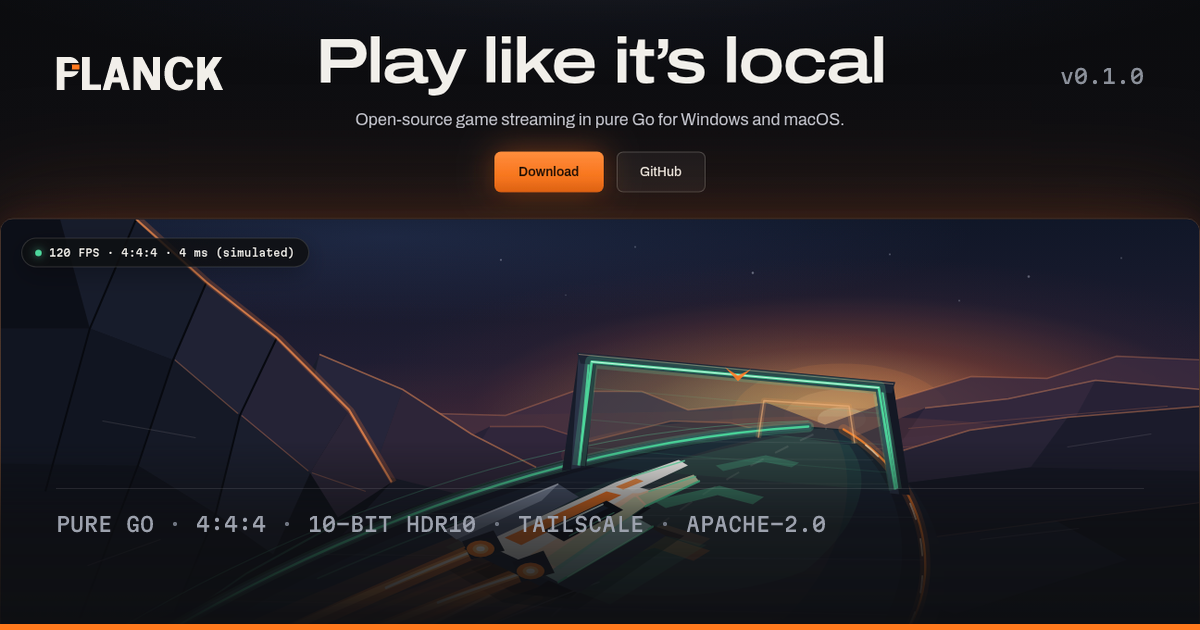 PLANCK
Play like it’s local
v0.1.0
Open-source game streaming in pure Go for Windows and macOS.
Download
GitHub
120 FPS · 4:4:4 · 4 ms (simulated)
PURE GO · 4:4:4 · 10-BIT HDR10 · TAILSCALE · APACHE-2.0